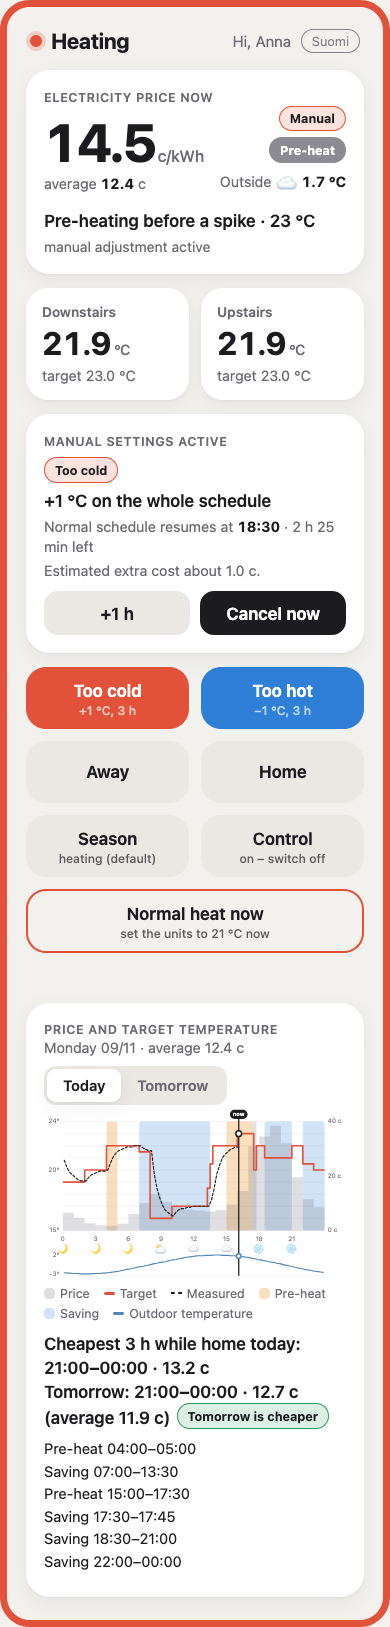 Heating
Hi, Anna
Suomi
ELECTRICITY PRICE NOW
14.5 c/kWh
average 12.4 c
Manual
Pre-heat
Outside ☁️ 1.7 °C
Pre-heating before a spike · 23 °C
manual adjustment active
Downstairs
21.9 °C
target 23.0 °C
Upstairs
21.9 °C
target 23.0 °C
MANUAL SETTINGS ACTIVE
Too cold
+1 °C on the whole schedule
Normal schedule resumes at 18:30 · 2 h 25
min left
Estimated extra cost about 1.0 c.
+1 h
Cancel now
Too cold
+1 °C, 3 h
Too hot
−1 °C, 3 h
Away
Home
Season
heating (default)
Control
on – switch off
Normal heat now
set the units to 21 °C now
PRICE AND TARGET TEMPERATURE
Monday 09/11 · average 12.4 c
Today
Tomorrow
now
24°
20°
15°
40 c
20 c
0 c
0 3 6 9 12 15 18 21
2°
−3°
Price
Target
Measured
Pre-heat
Saving
Outdoor temperature
Cheapest 3 h while home today:
21:00–00:00 · 13.2 c
Tomorrow: 21:00–00:00 · 12.7 c
(average 11.9 c)
Tomorrow is cheaper
Pre-heat 04:00–05:00
Saving 07:00–13:30
Pre-heat 15:00–17:30
Saving 17:30–17:45
Saving 18:30–21:00
Saving 22:00–00:00